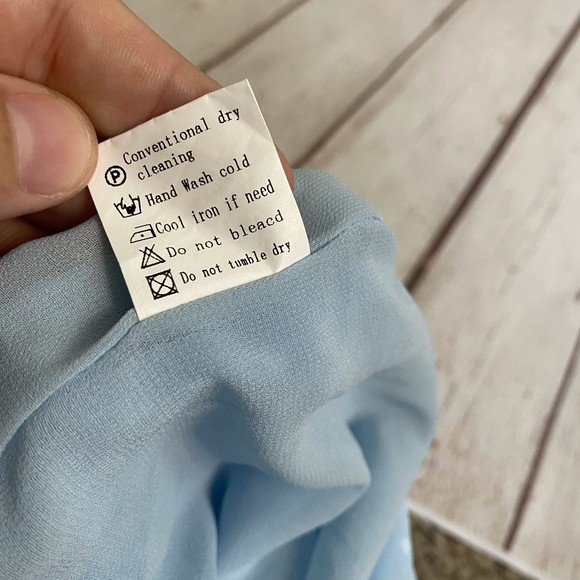 Conventional dry
cleaning
P
Hand Wash cold
Cool iron if need
Do not bleacd
Do not tumble dry